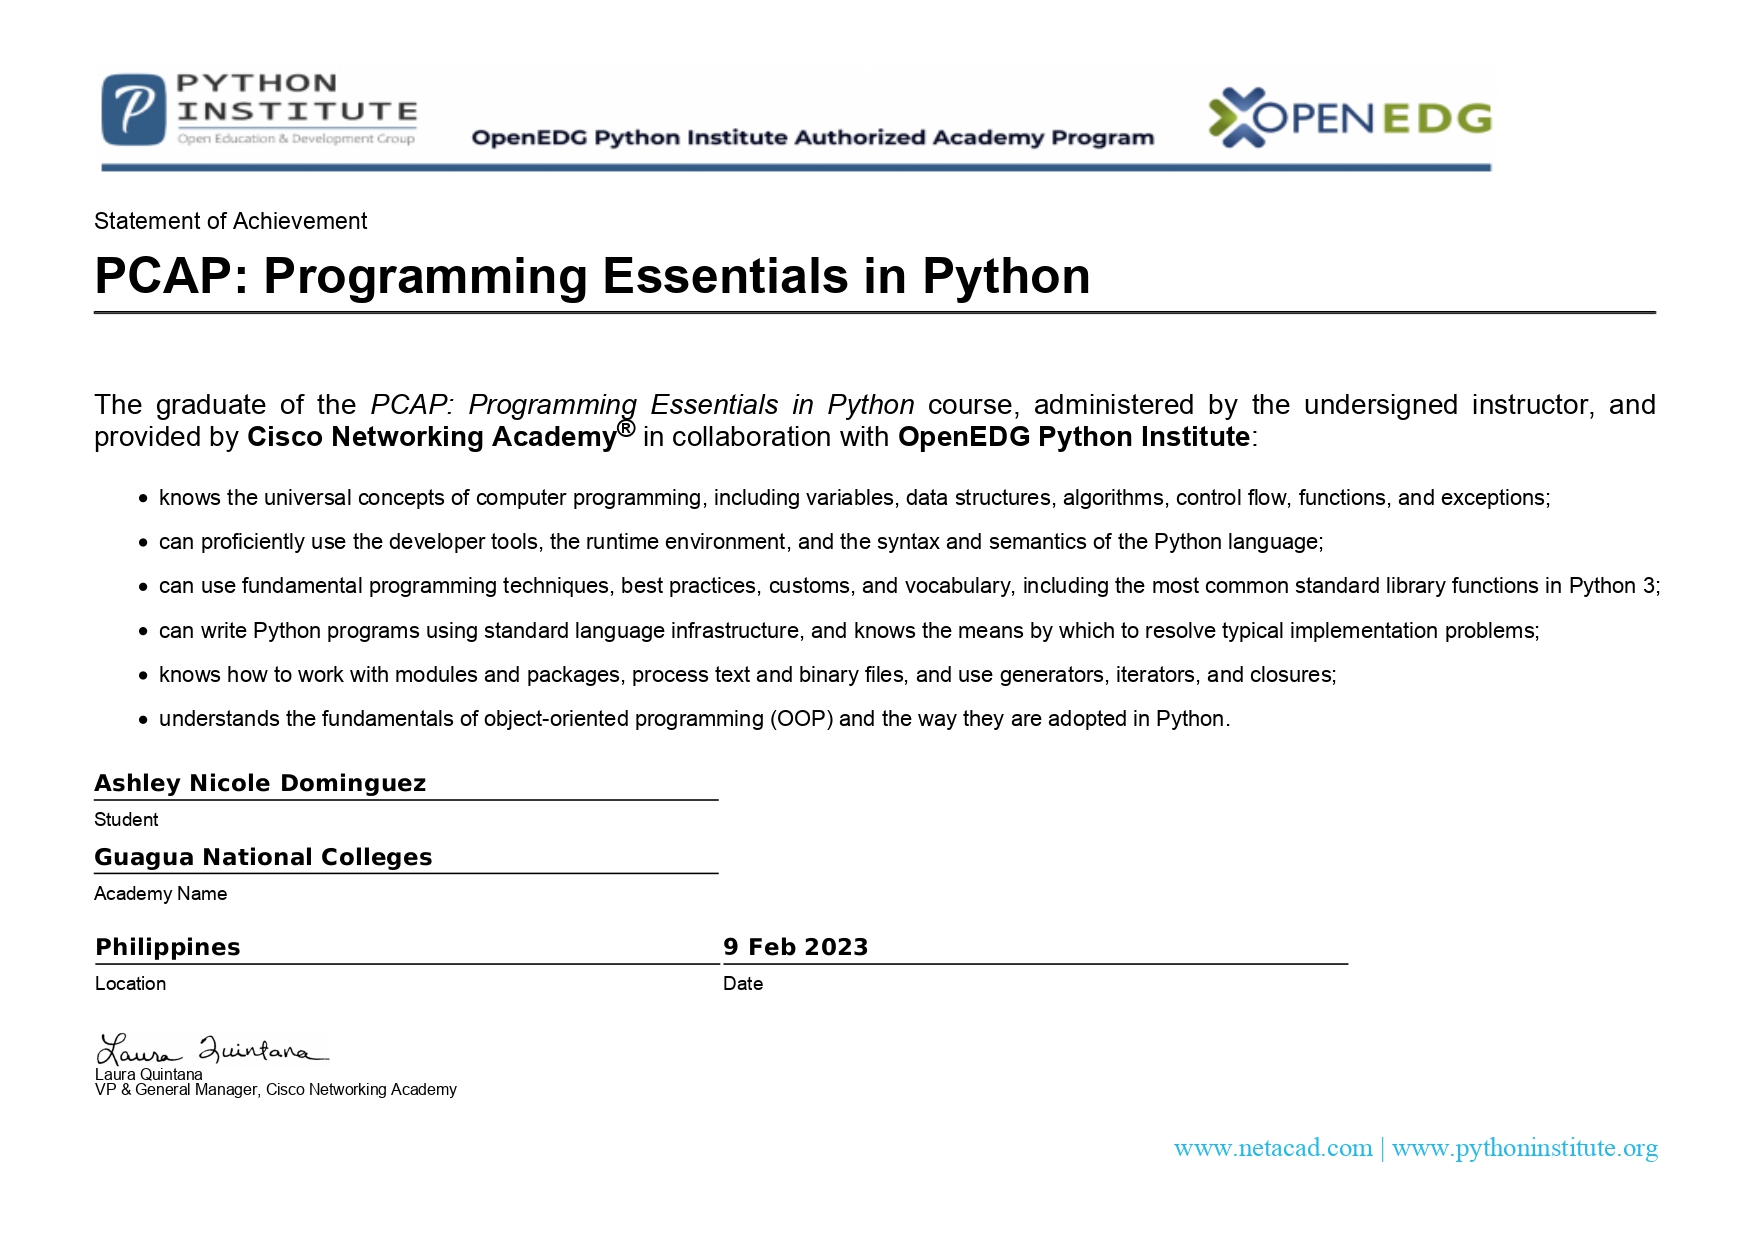 PYTHON
INSTITUTE
Open Education & Development Group
OpenEDG Python Institute Authorized Academy Program
OPENEDG
Statement of Achievement
PCAP: Programming Essentials in Python
The graduate of the PCAP: Programming Essentials in Python course, administered by the undersigned instructor, and
provided by Cisco Networking Academy® in collaboration with OpenEDG Python Institute:
• knows the universal concepts of computer programming, including variables, data structures, algorithms, control flow, functions, and exceptions;
• can proficiently use the developer tools, the runtime environment, and the syntax and semantics of the Python language;
• can use fundamental programming techniques, best practices, customs, and vocabulary, including the most common standard library functions in Python 3;
• can write Python programs using standard language infrastructure, and knows the means by which to resolve typical implementation problems;
• knows how to work with modules and packages, process text and binary files, and use generators, iterators, and closures;
• understands the fundamentals of object-oriented programming (OOP) and the way they are adopted in Python.
Ashley Nicole Dominguez
Student
Guagua National Colleges
Academy Name
Philippines 9 Feb 2023
Location Date
Laura Quintana
Laura Quintana
VP & General Manager, Cisco Networking Academy
www.netacad.com | www.pythoninstitute.org